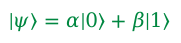 |ψ⟩ = α|0⟩ + β|1⟩